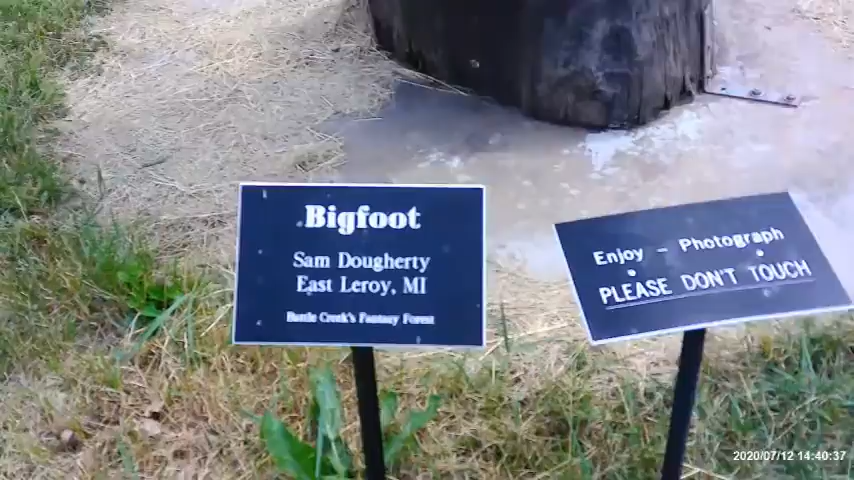 Bigfoot
Sam Dougherty
East Leroy, MI
Battle Creek's Fantasy Forest
Enjoy - Photograph
PLEASE DON'T TOUCH
2020/07/12 14:40:37